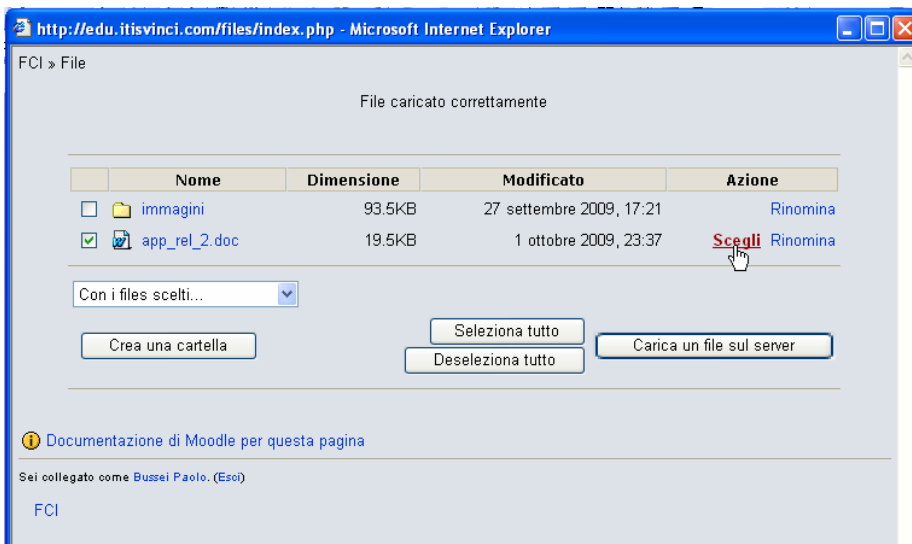 http://edu.itisvinci.com/files/index.php - Microsoft Internet Explorer
FCI » File
File caricato correttamente
Nome Dimensione Modificato Azione
immagini 93.5KB 27 settembre 2009, 17:21 Rinomina
app_rel_2.doc 19.5KB 1 ottobre 2009, 23:37 Scegli Rinomina
Con i files scelti...
Seleziona tutto
Crea una cartella Carica un file sul server
Deseleziona tutto
Documentazione di Moodle per questa pagina
Sei collegato come Bussei Paolo. (Esci)
FCI